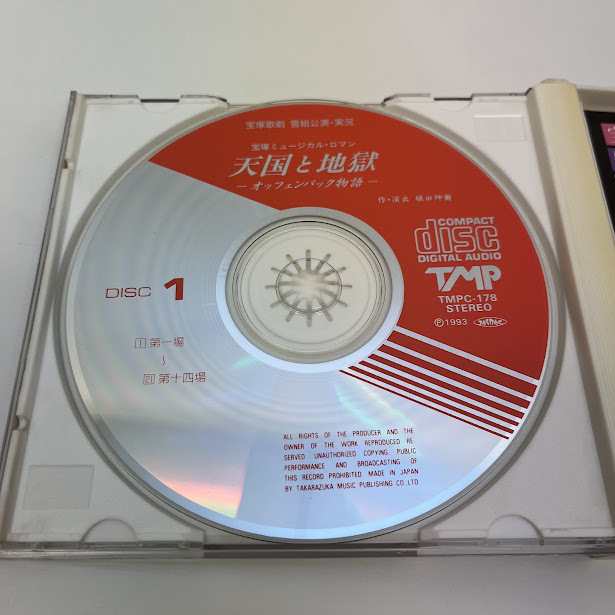 宝塚歌劇 雪組公演・実況
宝塚ミュージカル・ロマン
天国と地獄
—オッフェンバック物語—
作・演出 植田紳爾
COMPACT
disc
DIGITAL AUDIO
TMP
TMPC-178
STEREO
Ⓟ1993
DISC 1
1 第一場
〜
21 第十四場
ALL RIGHTS OF THE PRODUCER AND THE
OWNER OF THE WORK REPRODUCED RE
SERVED UNAUTHORIZED COPYING, PUBLIC
PERFORMANCE AND BROADCASTING OF
THIS RECORD PROHIBITED MADE IN JAPAN
BY TAKARAZUKA MUSIC PUBLISHING CO.,LTD